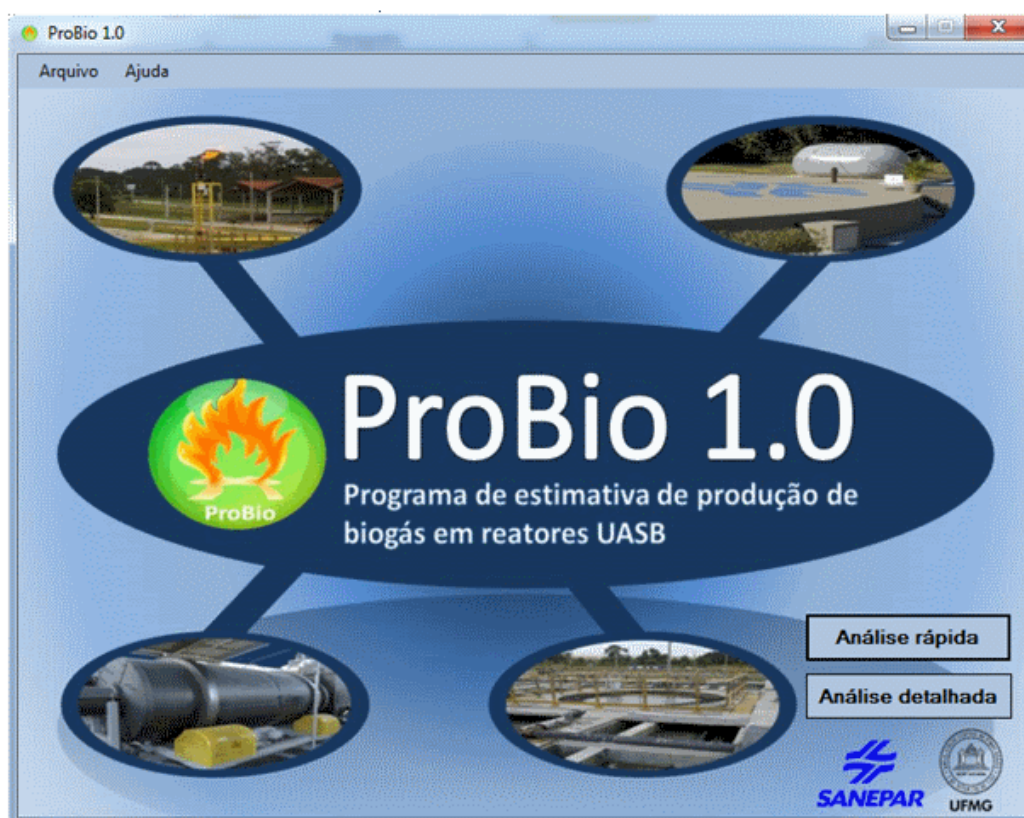 ProBio 1.0
Arquivo Ajuda
ProBio 1.0
Programa de estimativa de produção de
biogás em reatores UASB
ProBio
Análise rápida
Análise detalhada
SANEPAR
UFMG